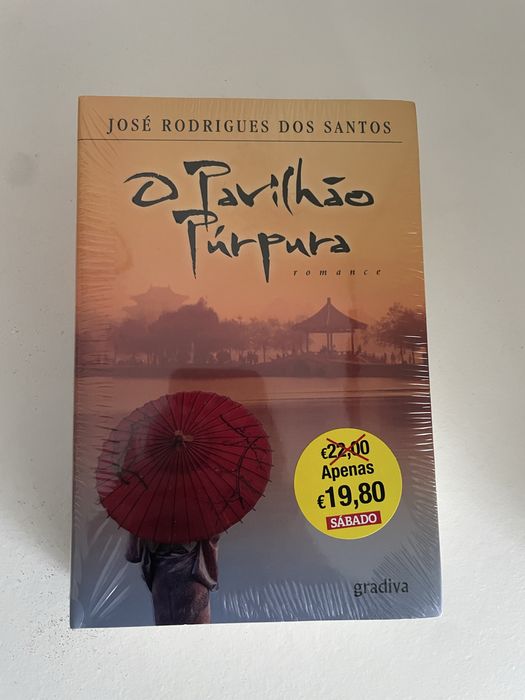 JOSÉ RODRIGUES DOS SANTOS
O Pavilhão
Púrpura
romance
€22,00
Apenas
€19,80
SÁBADO
gradiva